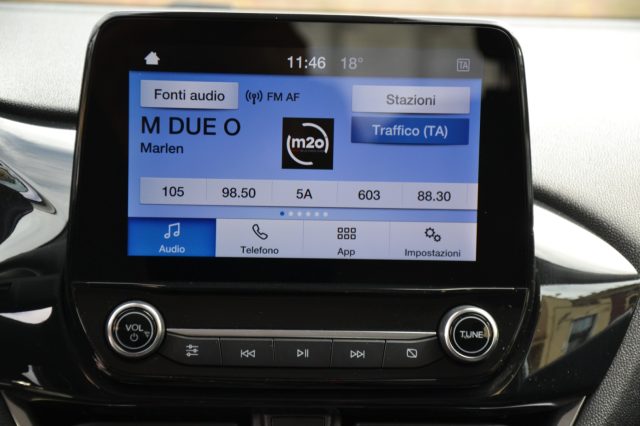 11:46 18° TA
Fonti audio FM AF Stazioni
M DUE O m2o Traffico (TA)
Marlen
105 98.50 5A 603 88.30
Audio Telefono App Impostazioni
VOL TUNE